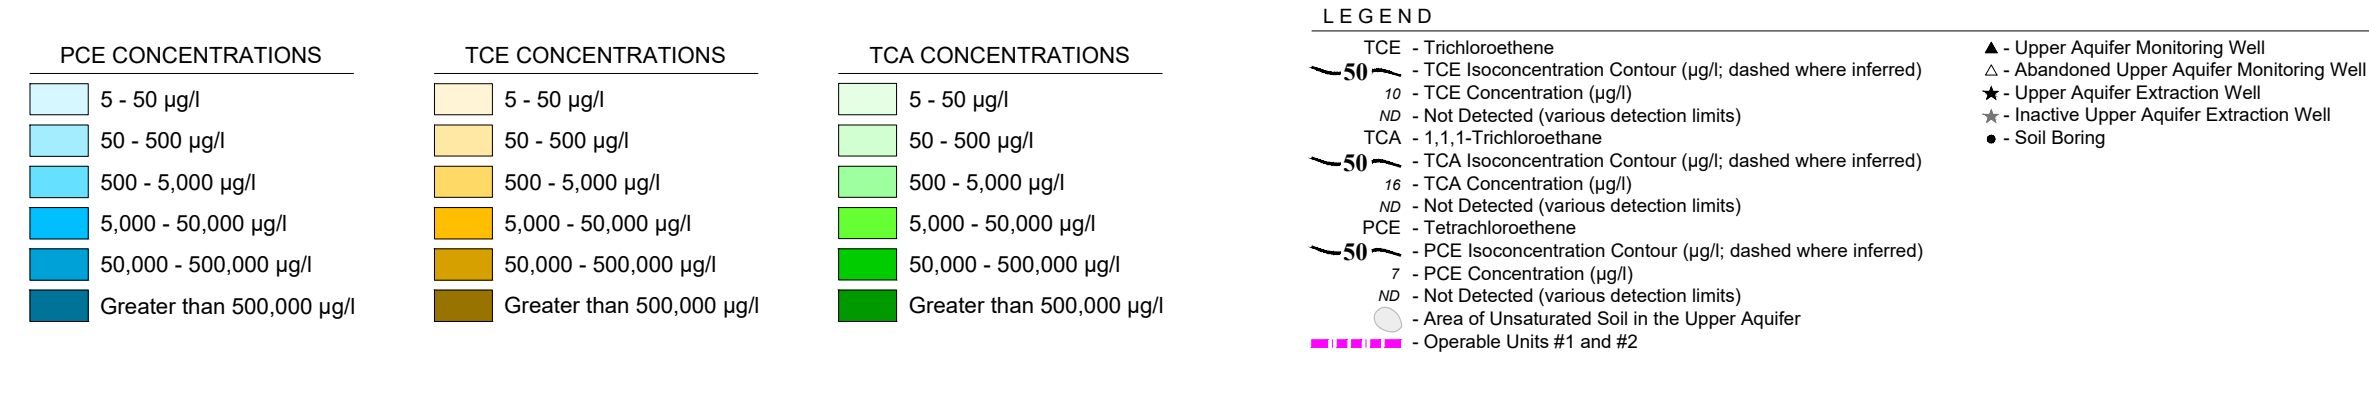 PCE CONCENTRATIONS
5 - 50 µg/l
50 - 500 µg/l
500 - 5,000 µg/l
5,000 - 50,000 µg/l
50,000 - 500,000 µg/l
Greater than 500,000 µg/l
TCE CONCENTRATIONS
5 - 50 µg/l
50 - 500 µg/l
500 - 5,000 µg/l
5,000 - 50,000 µg/l
50,000 - 500,000 µg/l
Greater than 500,000 µg/l
TCA CONCENTRATIONS
5 - 50 µg/l
50 - 500 µg/l
500 - 5,000 µg/l
5,000 - 50,000 µg/l
50,000 - 500,000 µg/l
Greater than 500,000 µg/l
LEGEND
TCE - Trichloroethene
50 - TCE Isoconcentration Contour (µg/l; dashed where inferred)
10 - TCE Concentration (µg/l)
ND - Not Detected (various detection limits)
TCA - 1,1,1-Trichloroethane
50 - TCA Isoconcentration Contour (µg/l; dashed where inferred)
16 - TCA Concentration (µg/l)
ND - Not Detected (various detection limits)
PCE - Tetrachloroethene
50 - PCE Isoconcentration Contour (µg/l; dashed where inferred)
7 - PCE Concentration (µg/l)
ND - Not Detected (various detection limits)
- Area of Unsaturated Soil in the Upper Aquifer
- Operable Units #1 and #2
- Upper Aquifer Monitoring Well
- Abandoned Upper Aquifer Monitoring Well
- Upper Aquifer Extraction Well
- Inactive Upper Aquifer Extraction Well
- Soil Boring